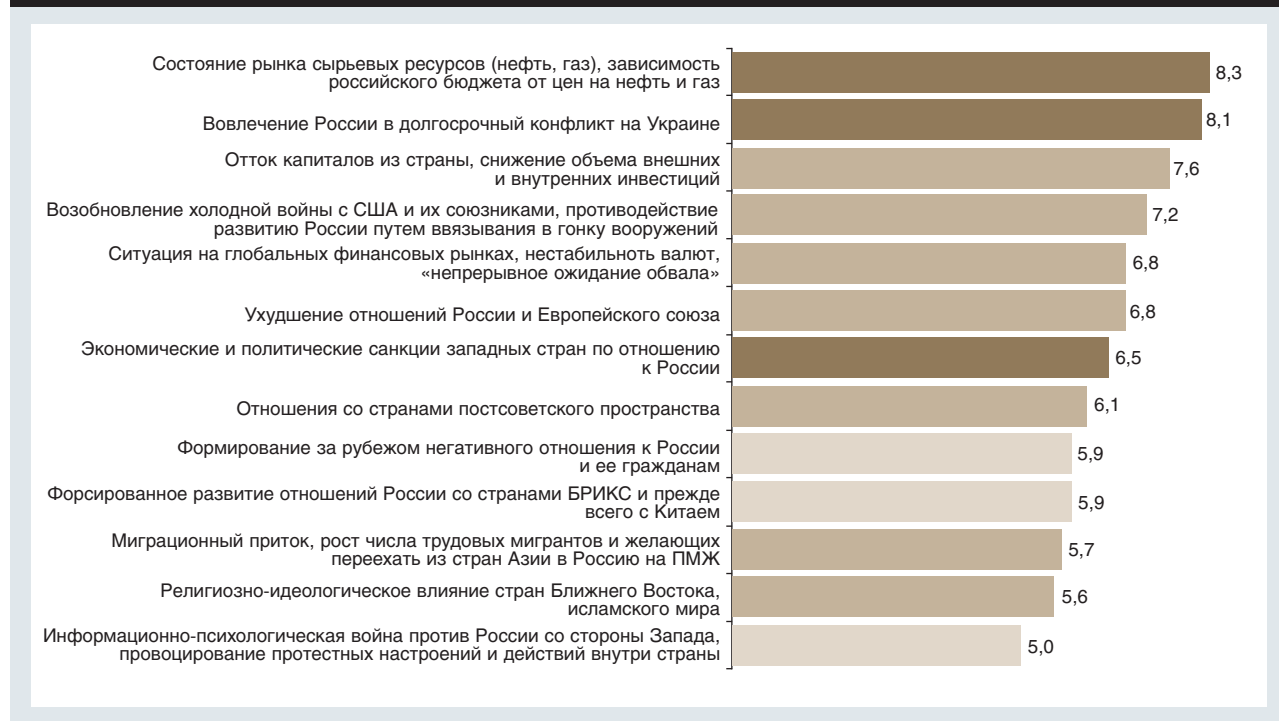 Состояние рынка сырьевых ресурсов (нефть, газ), зависимость
российского бюджета от цен на нефть и газ
8,3
Вовлечение России в долгосрочный конфликт на Украине
8,1
Отток капиталов из страны, снижение объема внешних
и внутренних инвестиций
7,6
Возобновление холодной войны с США и их союзниками, противодействие
развитию России путем ввязывания в гонку вооружений
7,2
Ситуация на глобальных финансовых рынках, нестабильноть валют,
«непрерывное ожидание обвала»
6,8
Ухудшение отношений России и Европейского союза
6,8
Экономические и политические санкции западных стран по отношению
к России
6,5
Отношения со странами постсоветского пространства
6,1
Формирование за рубежом негативного отношения к России
и ее гражданам
5,9
Форсированное развитие отношений России со странами БРИКС и прежде
всего с Китаем
5,9
Миграционный приток, рост числа трудовых мигрантов и желающих
переехать из стран Азии в Россию на ПМЖ
5,7
Религиозно-идеологическое влияние стран Ближнего Востока,
исламского мира
5,6
Информационно-психологическая война против России со стороны Запада,
провоцирование протестных настроений и действий внутри страны
5,0